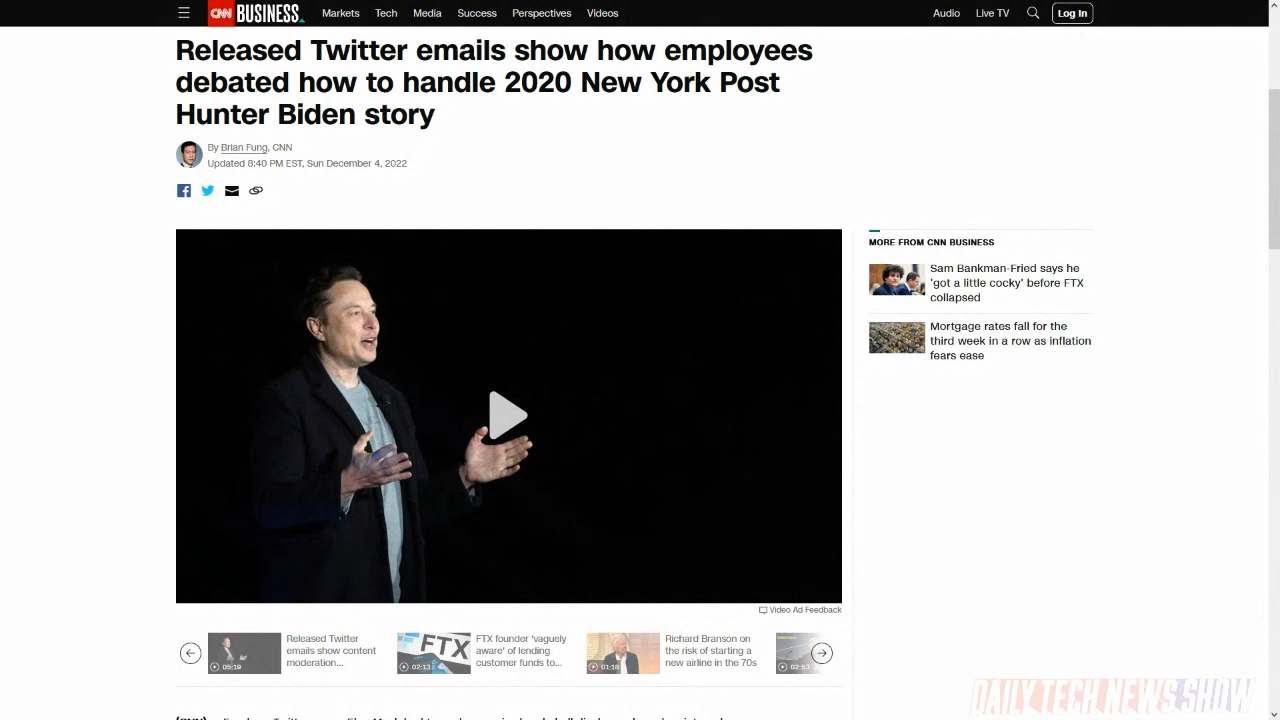 CNN BUSINESS
Markets Tech Media Success Perspectives Videos
Audio Live TV Log In
Released Twitter emails show how employees
debated how to handle 2020 New York Post
Hunter Biden story
By Brian Fung, CNN
Updated 8:40 PM EST, Sun December 4, 2022
MORE FROM CNN BUSINESS
Sam Bankman-Fried says he
'got a little cocky' before FTX
collapsed
Mortgage rates fall for the
third week in a row as inflation
fears ease
Video Ad Feedback
05:19
Released Twitter
emails show content
moderation...
FTX
02:13
FTX founder 'vaguely
aware' of lending
customer funds to...
01:18
Richard Branson on
the risk of starting a
new airline in the 70s
02:53
DAILY TECH NEWS SHOW